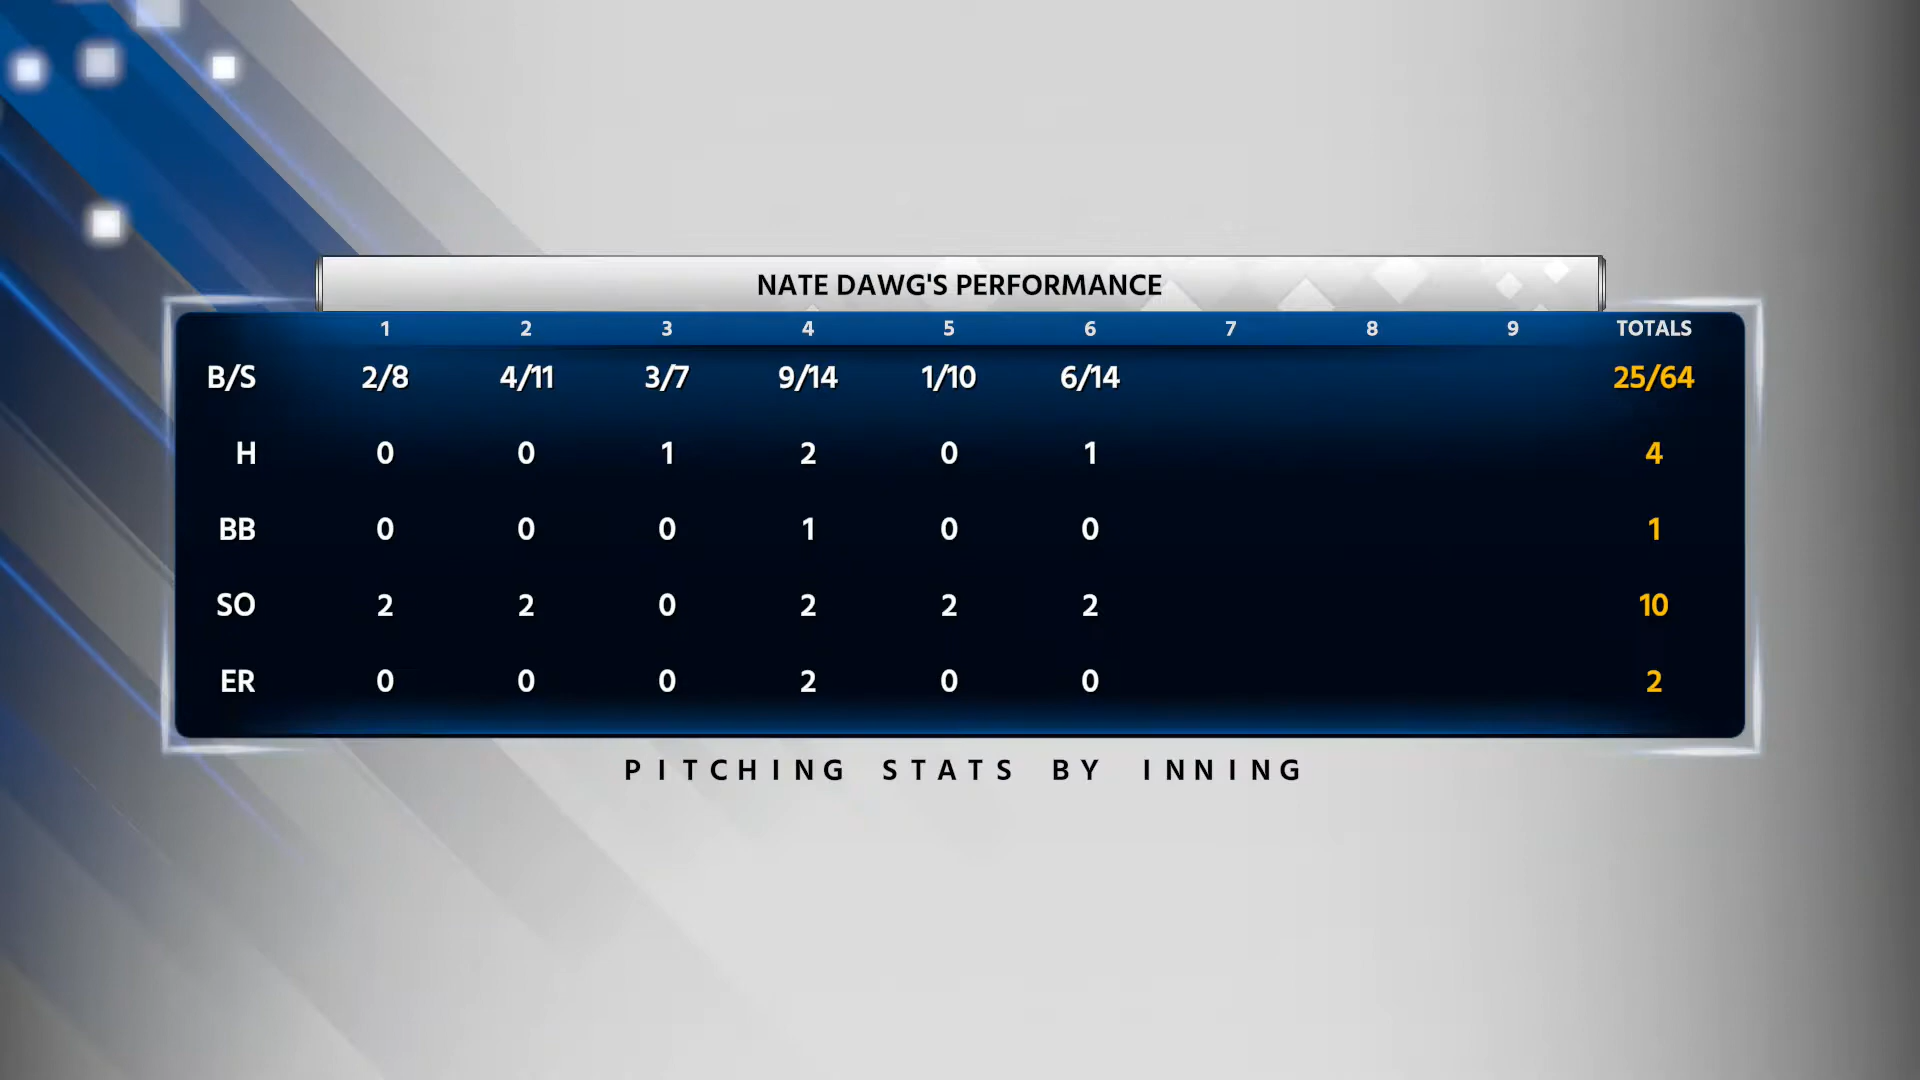 NATE DAWG'S PERFORMANCE
1 2 3 4 5 6 7 8 9 TOTALS
B/S 2/8 4/11 3/7 9/14 1/10 6/14 25/64
H 0 0 1 2 0 1 4
BB 0 0 0 1 0 0 1
SO 2 2 0 2 2 2 10
ER 0 0 0 2 0 0 2
PITCHING STATS BY INNING